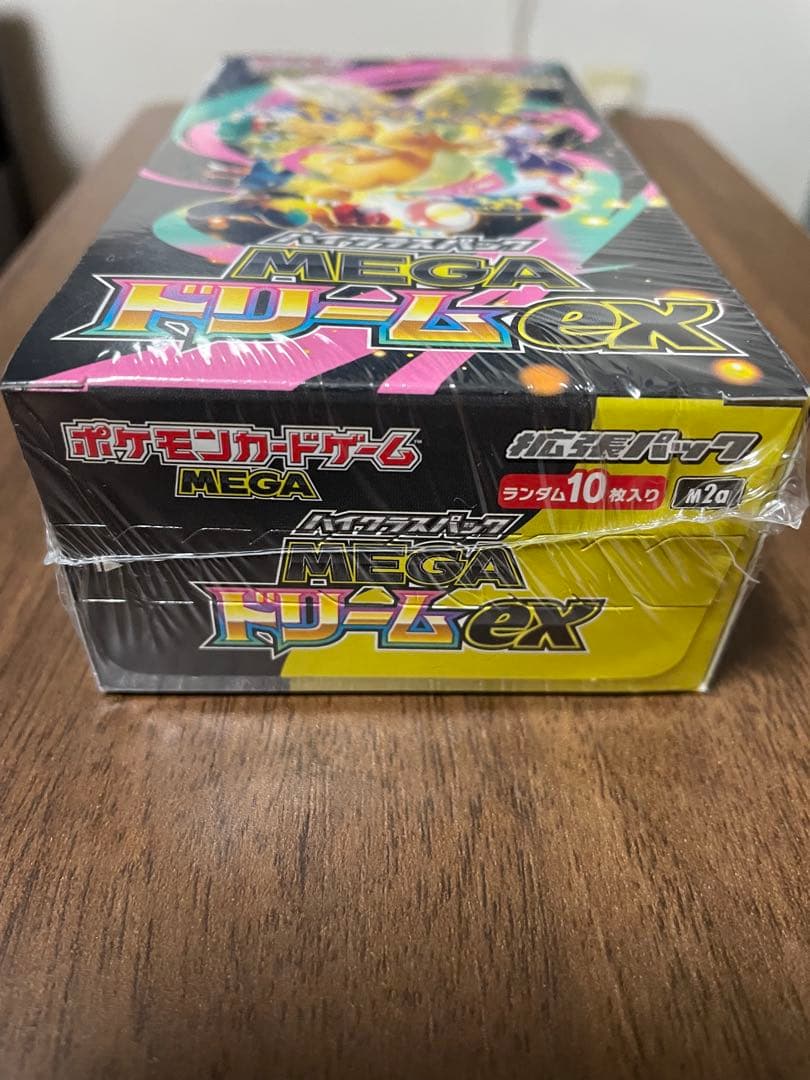 ハイクラスパック
MEGA
ドリームex
ポケモンカードゲーム
MEGA
拡張パック
ランダム10枚入り
M2a
ハイクラスパック
MEGA
ドリームex